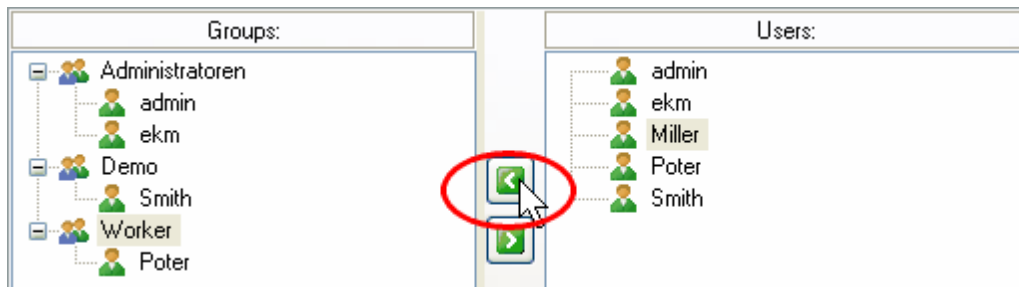 Groups:
Administratoren
admin
ekm
Demo
Smith
Worker
Poter
Users:
admin
ekm
Miller
Poter
Smith